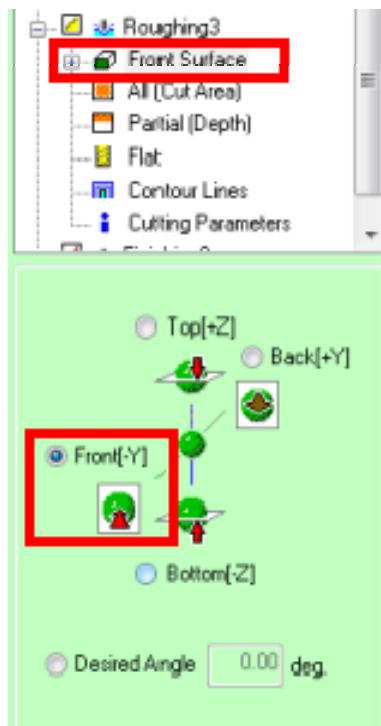 Roughing3
Front Surface
All (Cut Area)
Partial (Depth)
Flat
Contour Lines
Cutting Parameters
Top[+Z]
Back[+Y]
Front[-Y]
Bottom[-Z]
Desired Angle 0.00 deg.